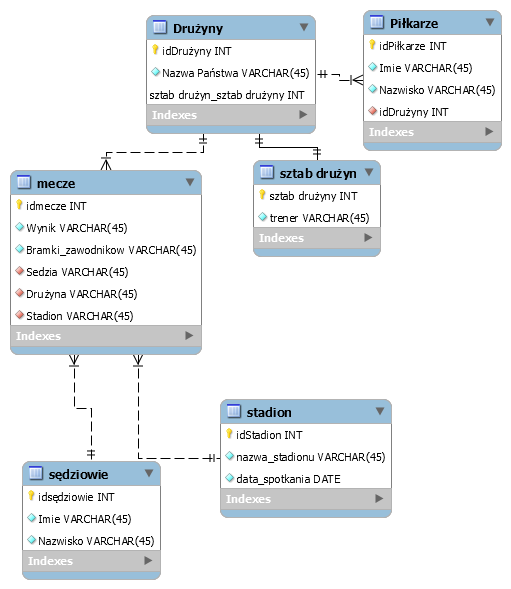 Drużyny
idDrużyny INT
Nazwa Państwa VARCHAR(45)
sztab drużyn_sztab drużyny INT
Indexes
Piłkarze
idPiłkarze INT
Imie VARCHAR(45)
Nazwisko VARCHAR(45)
idDrużyny INT
Indexes
mecze
idmecze INT
Wynik VARCHAR(45)
Bramki_zawodnikow VARCHAR(45)
Sedzia VARCHAR(45)
Drużyna VARCHAR(45)
Stadion VARCHAR(45)
Indexes
sztab drużyn
sztab drużyny INT
trener VARCHAR(45)
Indexes
stadion
idStadion INT
nazwa_stadionu VARCHAR(45)
data_spotkania DATE
Indexes
sędziowie
idsędziowie INT
Imie VARCHAR(45)
Nazwisko VARCHAR(45)
Indexes